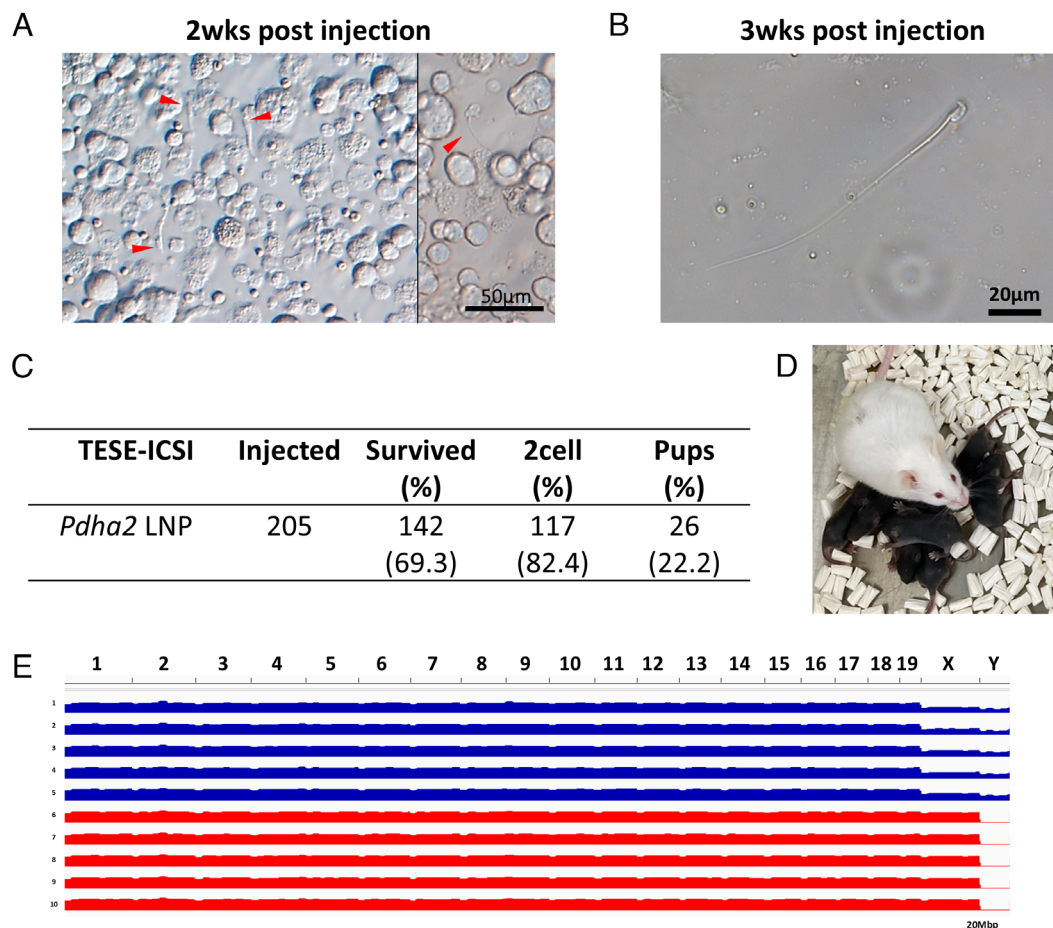 A
2wks post injection
50µm
B
3wks post injection
20µm
C
TESE-ICSI Injected Survived 2cell Pups
(%) (%) (%)
Pdha2 LNP 205 142 117 26
(69.3) (82.4) (22.2)
D
E
1 2 3 4 5 6 7 8 9 10 11 12 13 14 15 16 17 18 19 X Y
1
2
3
4
5
6
7
8
9
10
20Mbp